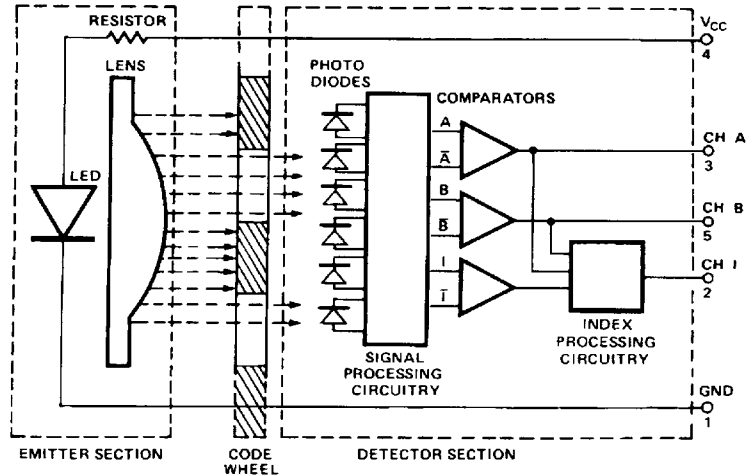 RESISTOR
LENS
LED
PHOTO
DIODES
COMPARATORS
A
A̅
B
B̅
I
I̅
VCC
4
CH A
3
CH B
5
CH I
2
INDEX
PROCESSING
CIRCUITRY
SIGNAL
PROCESSING
CIRCUITRY
GND
1
EMITTER SECTION
CODE
WHEEL
DETECTOR SECTION